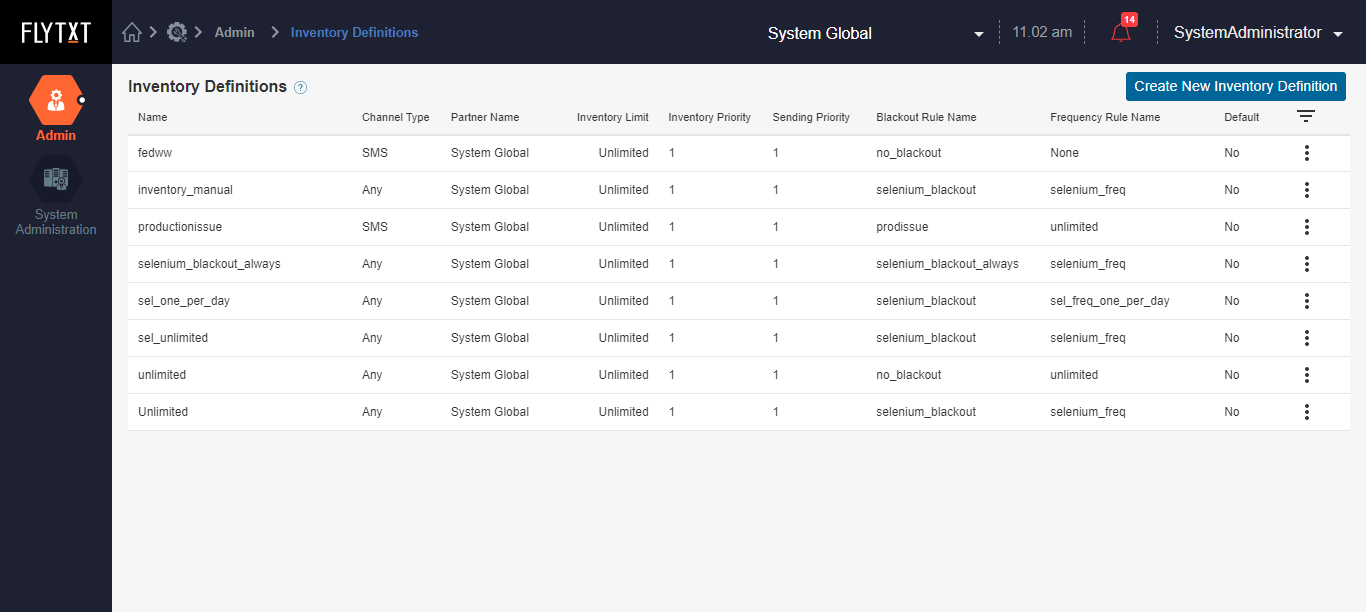 FLYTXT
Admin
Inventory Definitions
System Global
11.02 am
14
SystemAdministrator
Admin
System
Administration
Inventory Definitions ?
Create New Inventory Definition
Name Channel Type Partner Name Inventory Limit Inventory Priority Sending Priority Blackout Rule Name Frequency Rule Name Default
fedww SMS System Global Unlimited 1 1 no_blackout None No
inventory_manual Any System Global Unlimited 1 1 selenium_blackout selenium_freq No
productionissue SMS System Global Unlimited 1 1 prodissue unlimited No
selenium_blackout_always Any System Global Unlimited 1 1 selenium_blackout_always selenium_freq No
sel_one_per_day Any System Global Unlimited 1 1 selenium_blackout sel_freq_one_per_day No
sel_unlimited Any System Global Unlimited 1 1 selenium_blackout selenium_freq No
unlimited Any System Global Unlimited 1 1 no_blackout unlimited No
Unlimited Any System Global Unlimited 1 1 selenium_blackout selenium_freq No